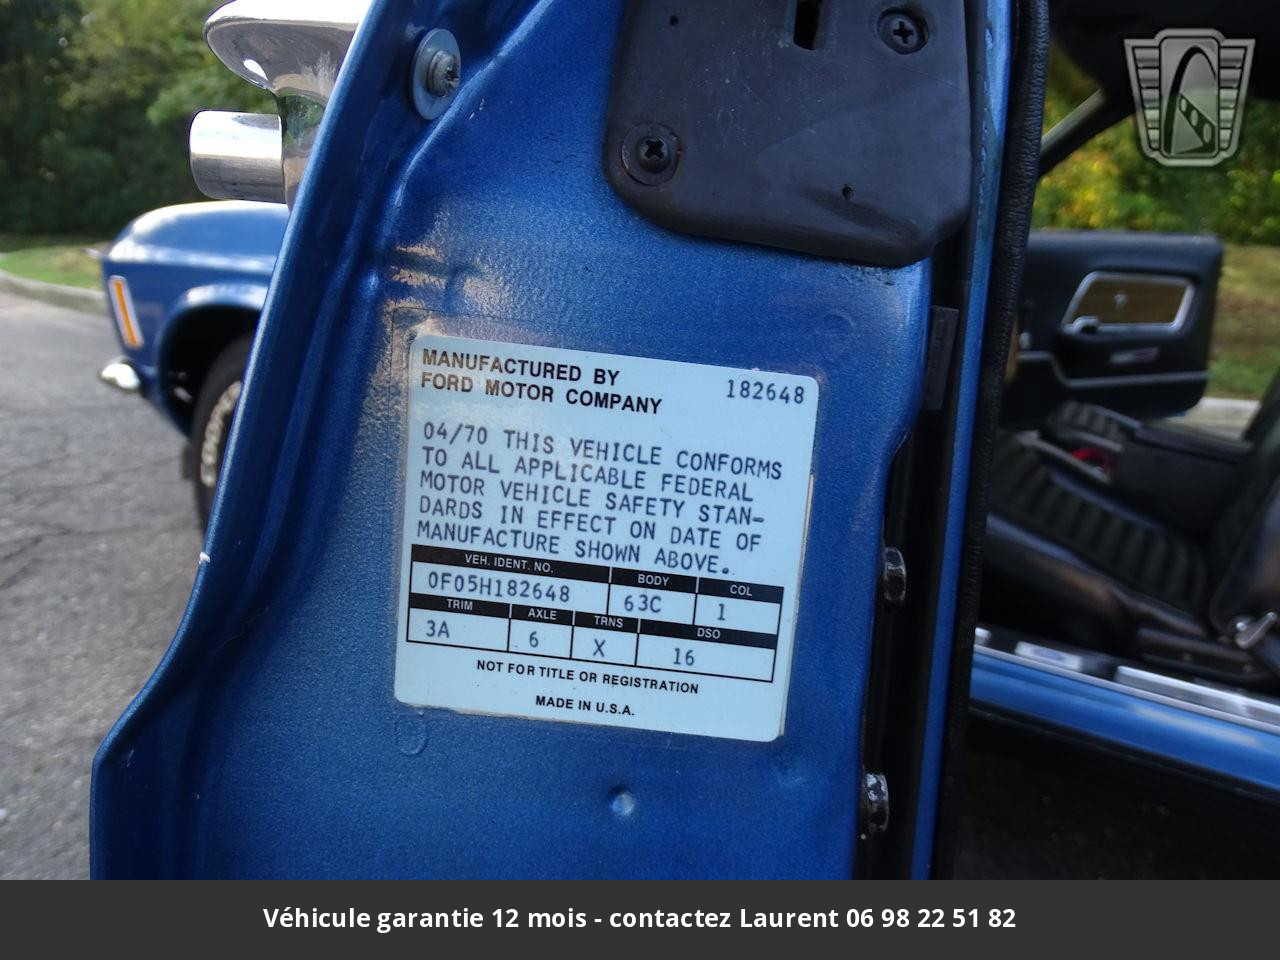 MANUFACTURED BY
FORD MOTOR COMPANY
182648
04/70 THIS VEHICLE CONFORMS
TO ALL APPLICABLE FEDERAL
MOTOR VEHICLE SAFETY STAN-
DARDS IN EFFECT ON DATE OF
MANUFACTURE SHOWN ABOVE.
VEH. IDENT. NO. BODY COL
0F05H182648 63C 1
TRIM AXLE TRNS DSO
3A 6 X 16
NOT FOR TITLE OR REGISTRATION
MADE IN U.S.A.
Véhicule garantie 12 mois - contactez Laurent 06 98 22 51 82